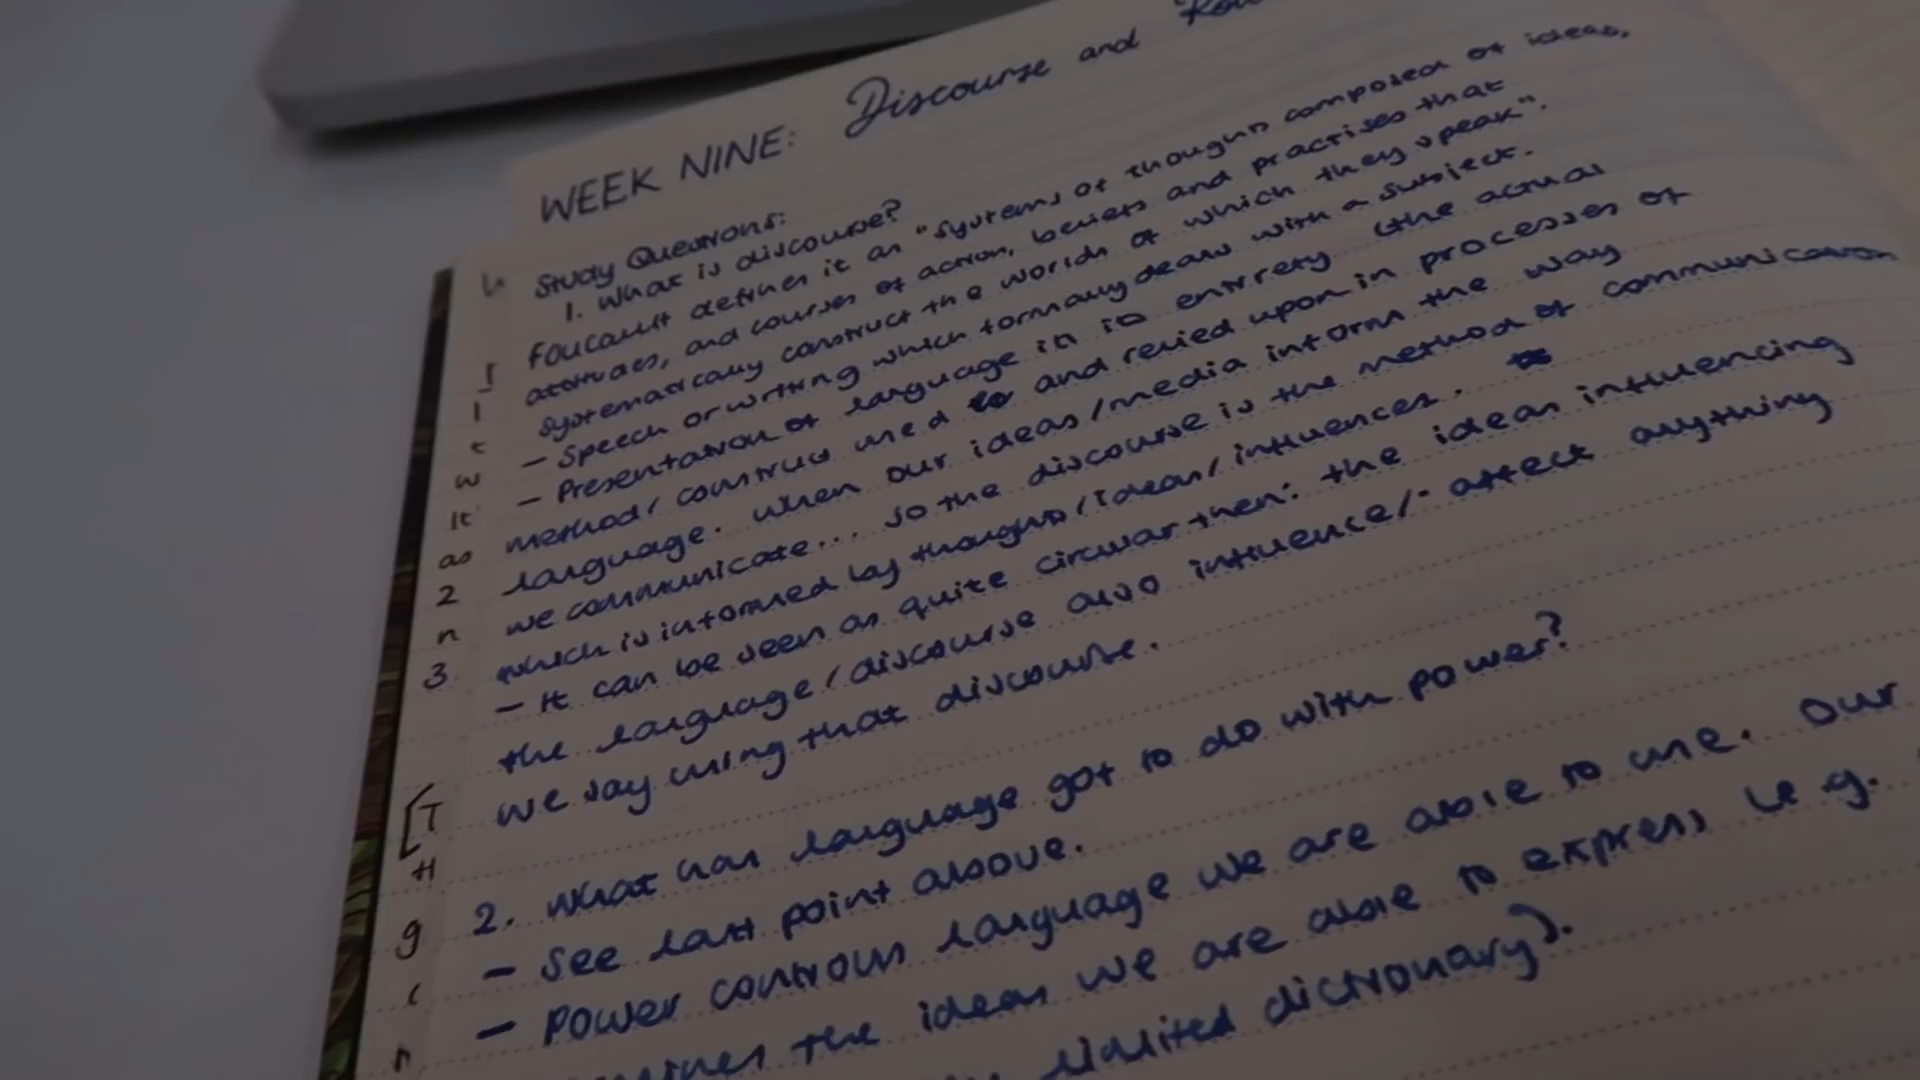 WEEK NINE: Discourse and
Study Questions:
1. What is discourse?
Foucault defines it as "systems of thoughts composed of ideas,
attitudes, and courses of action, beliefs and practises that
systematically construct the worlds of which they speak".
- Speech or writing which formally deals with a subject.
- Presentation of language in its entirety (the actual
method/construct used and relied upon in processes of
language. When our ideas/media inform the way
we communicate... so the discourse is the method of communication
which is informed by thoughts/ideas/influences.
- It can be seen as quite circular then: the ideas influencing
the language/discourse also influence/- affect anything
we say using that discourse.
2. What has language got to do with power?
- See last point above.
- Power controls language we are able to use. Our
the ideas we are able to express (e.g.
limited dictionary).
I
1
t
w
It
as
2
n
3
[T
H
g
r